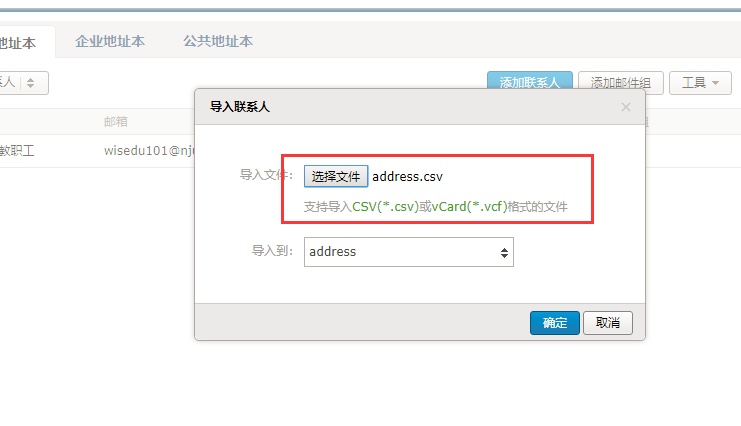 地址本 企业地址本 公共地址本
系人 添加联系人 添加邮件组 工具
邮箱
教职工 wisedu101@nju
导入联系人 ×
导入文件: 选择文件 address.csv
支持导入CSV(*.csv)或vCard(*.vcf)格式的文件
导入到: address
确定 取消